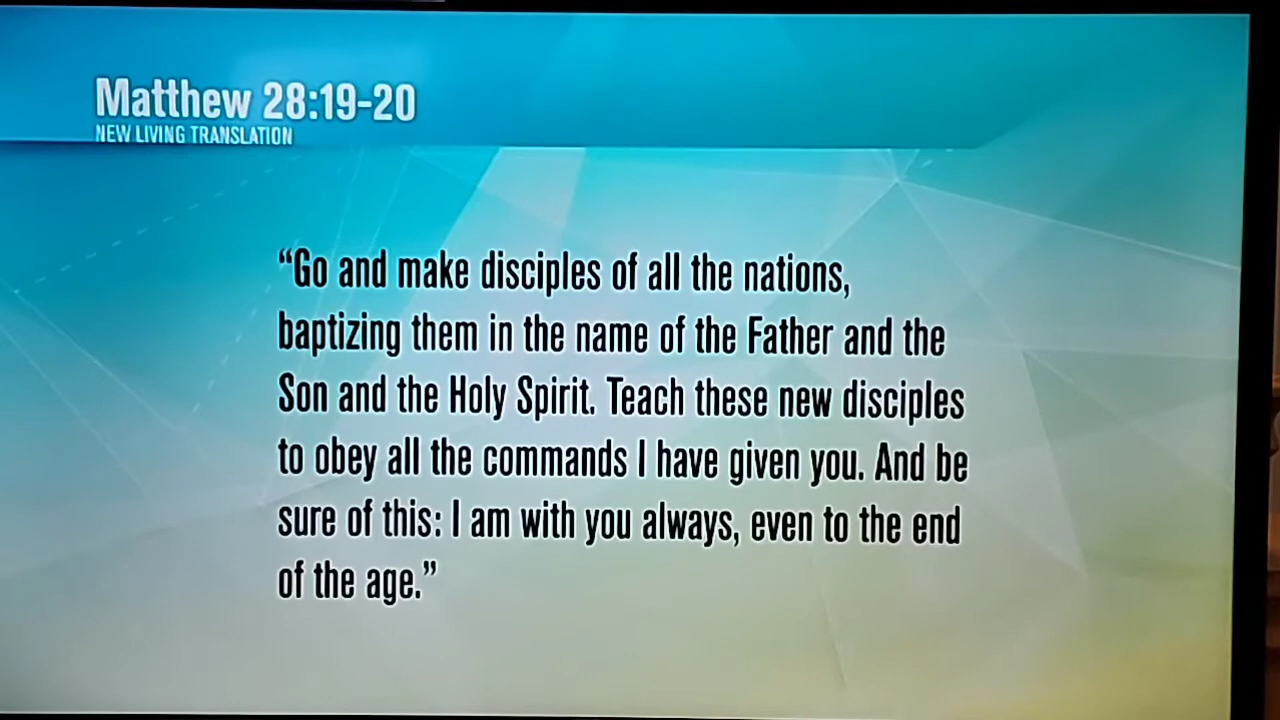 Matthew 28:19-20
NEW LIVING TRANSLATION
“Go and make disciples of all the nations,
baptizing them in the name of the Father and the
Son and the Holy Spirit. Teach these new disciples
to obey all the commands I have given you. And be
sure of this: I am with you always, even to the end
of the age.”